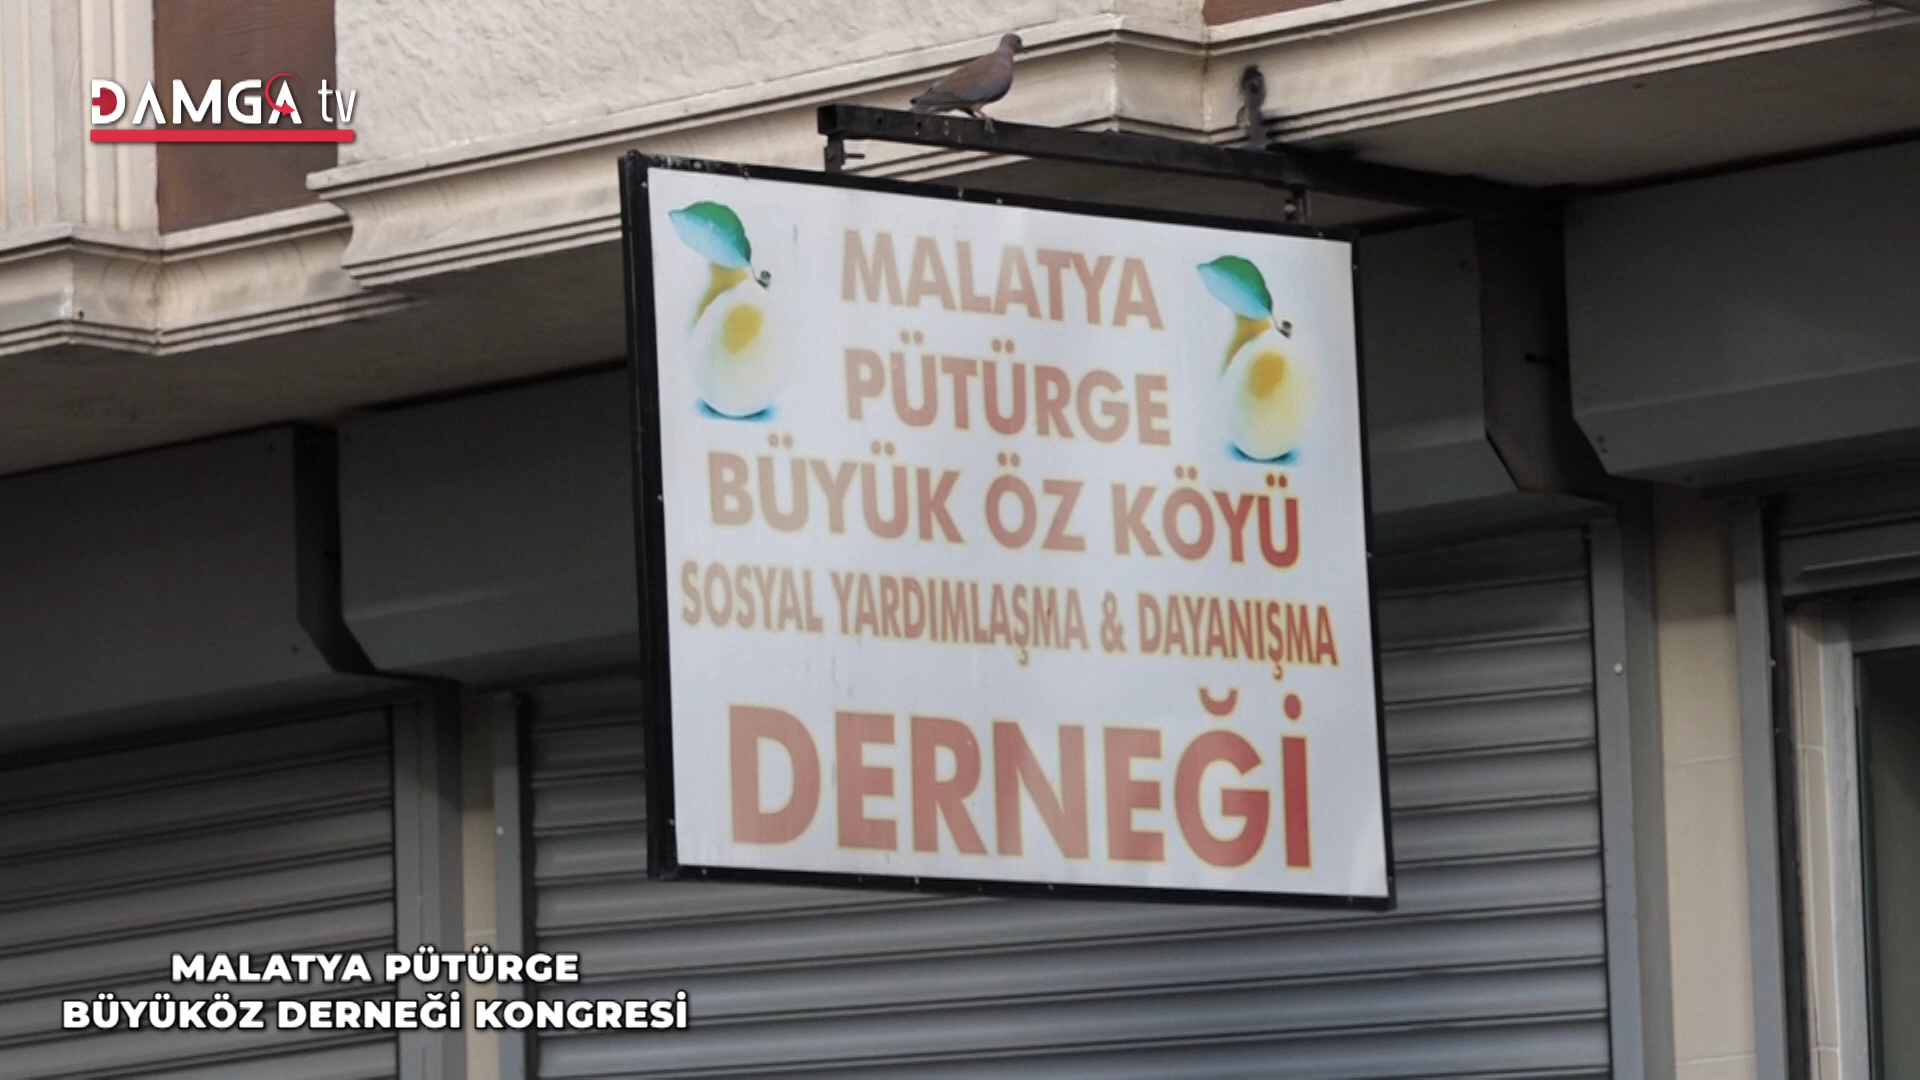 DAMGA tv
MALATYA
PÜTÜRGE
BÜYÜK ÖZ KÖYÜ
SOSYAL YARDIMLAŞMA & DAYANIŞMA
DERNEĞİ
MALATYA PÜTÜRGE
BÜYÜKÖZ DERNEĞİ KONGRESİ